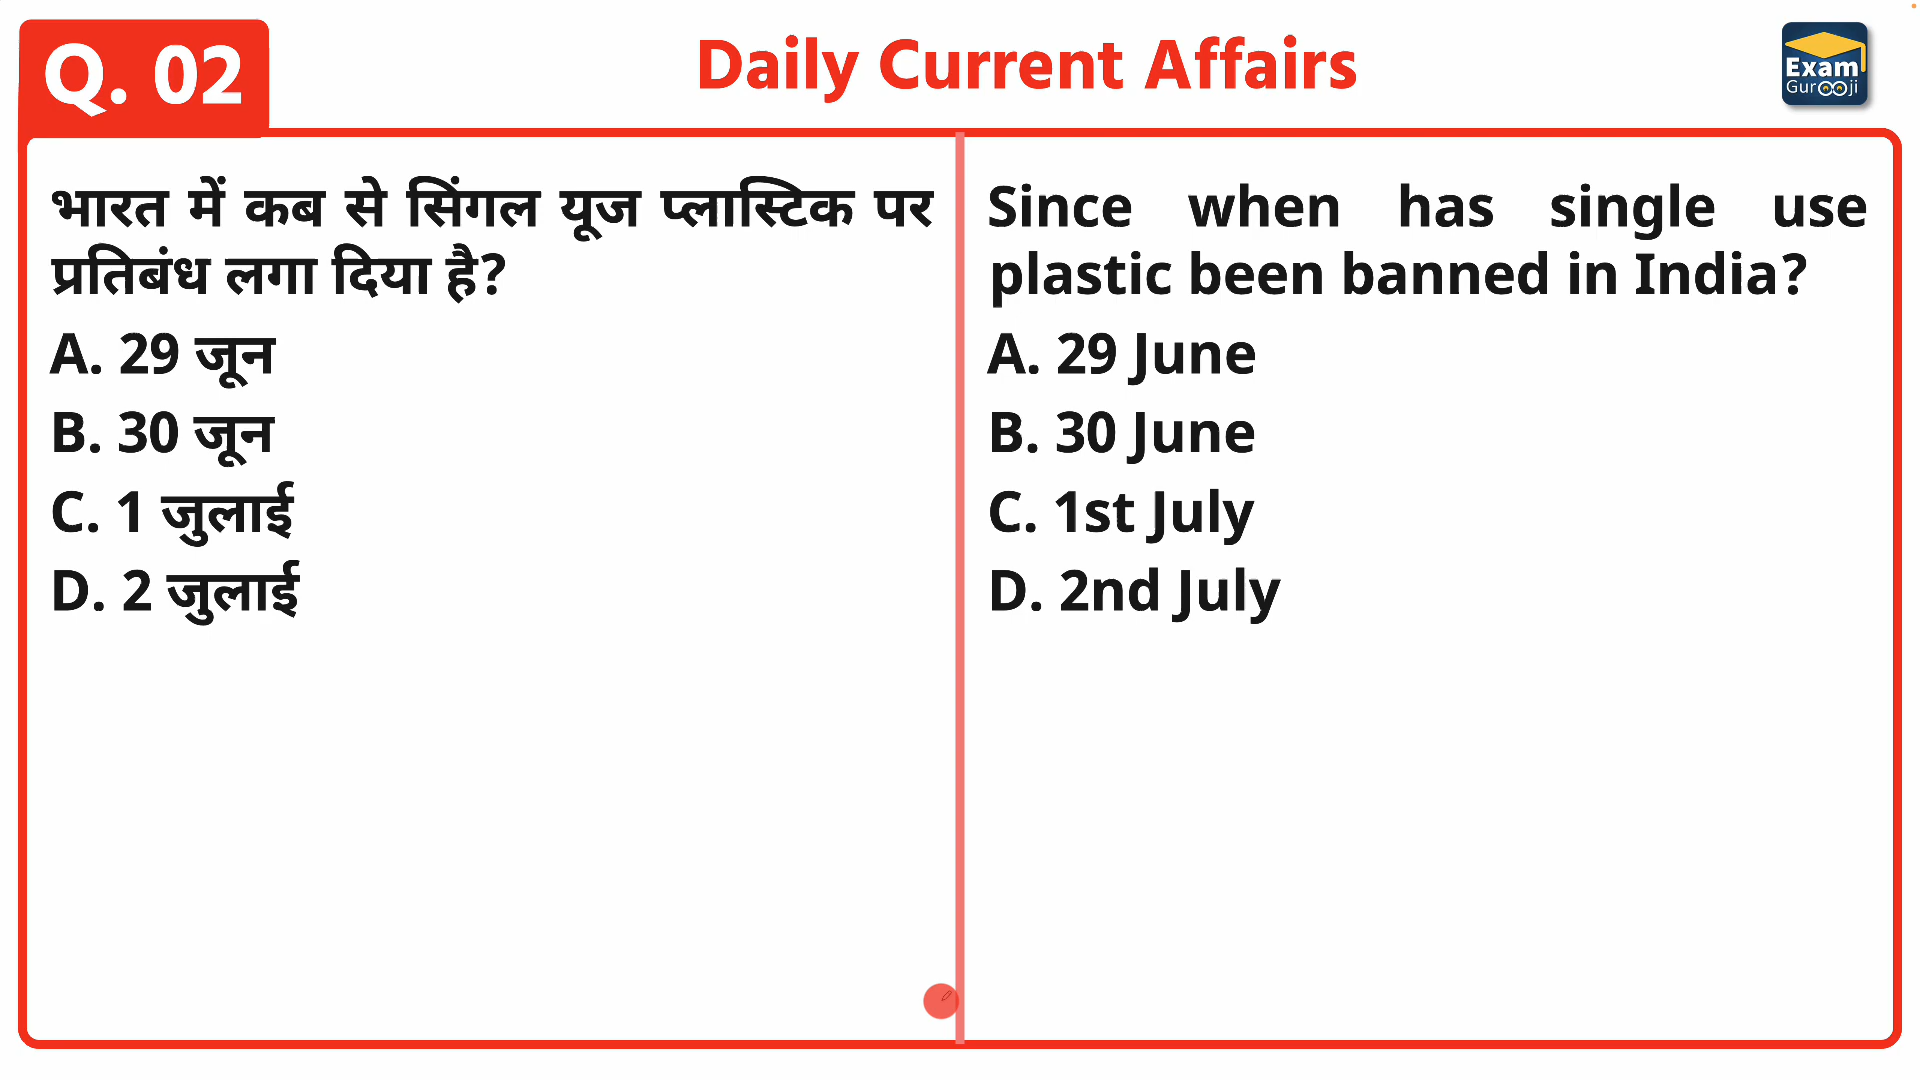 Q. 02
Daily Current Affairs
Exam
Gurooji
भारत में कब से सिंगल यूज प्लास्टिक पर
प्रतिबंध लगा दिया है?
A. 29 जून
B. 30 जून
C. 1 जुलाई
D. 2 जुलाई
Since when has single use
plastic been banned in India?
A. 29 June
B. 30 June
C. 1st July
D. 2nd July